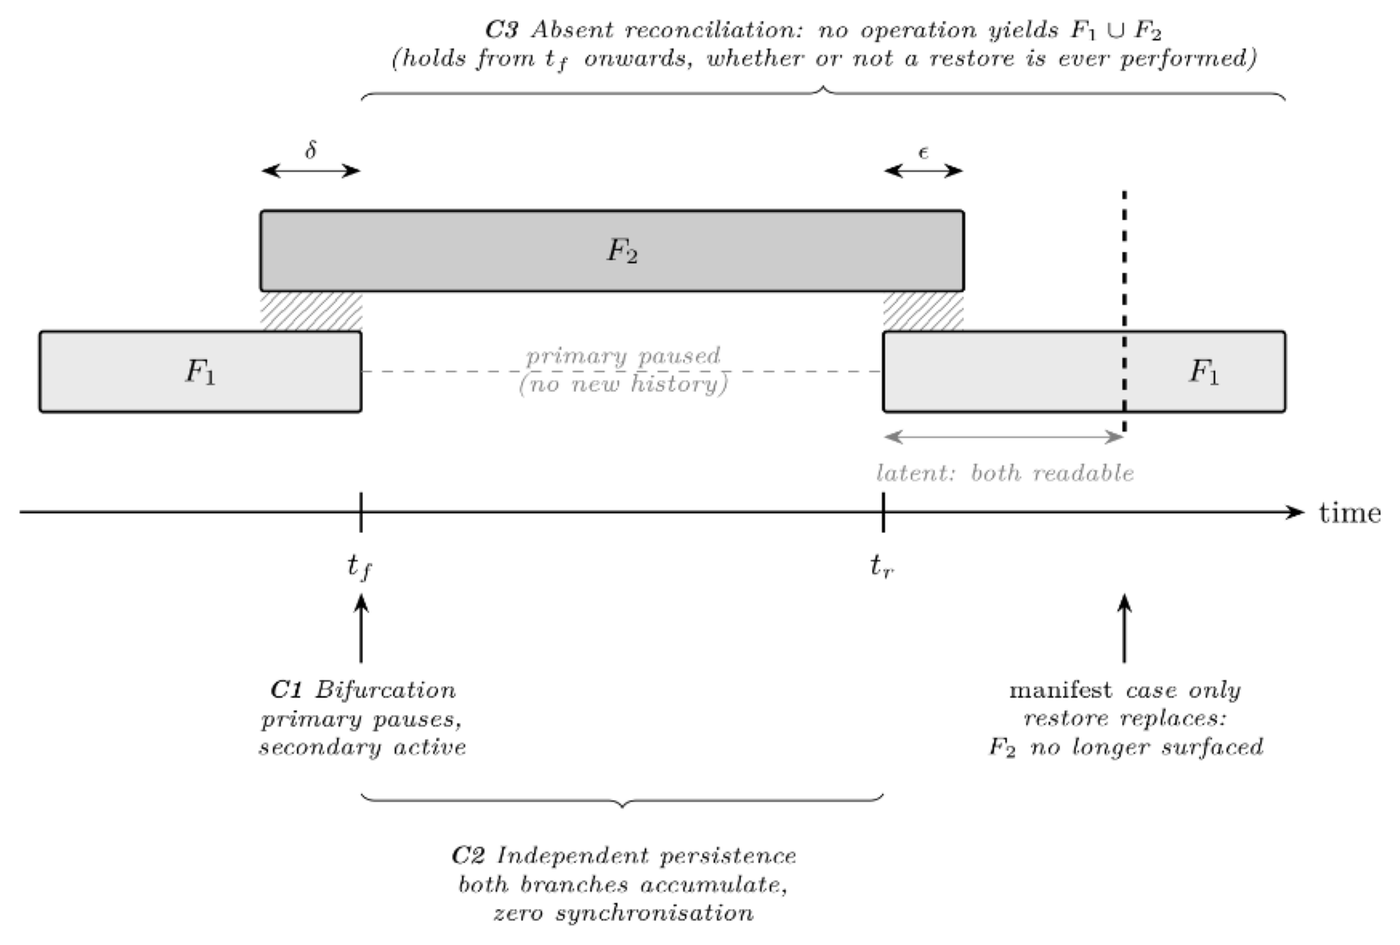 C3 Absent reconciliation: no operation yields F₁ ∪ F₂
(holds from t_f onwards, whether or not a restore is ever performed)
δ
ϵ
F₂
F₁
primary paused
(no new history)
F₁
latent: both readable
time
t_f
t_r
C1 Bifurcation
primary pauses,
secondary active
manifest case only
restore replaces:
F₂ no longer surfaced
C2 Independent persistence
both branches accumulate,
zero synchronisation